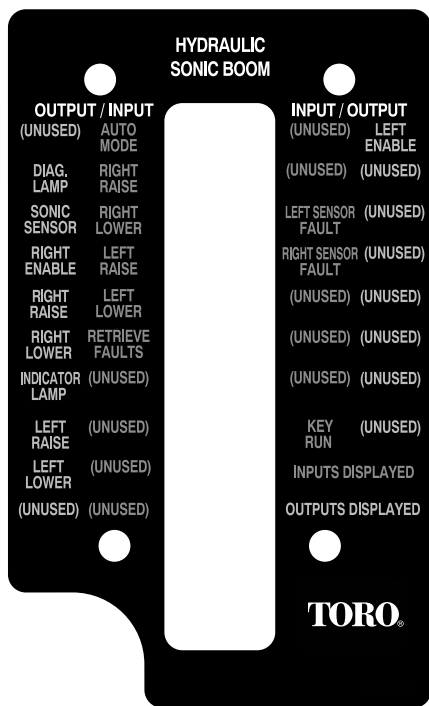 HYDRAULIC
SONIC BOOM
OUTPUT / INPUT
(UNUSED) AUTO
MODE
DIAG. RIGHT
LAMP RAISE
SONIC RIGHT
SENSOR LOWER
RIGHT LEFT
ENABLE RAISE
RIGHT LEFT
RAISE LOWER
RIGHT RETRIEVE
LOWER FAULTS
INDICATOR (UNUSED)
LAMP
LEFT (UNUSED)
RAISE
LEFT (UNUSED)
LOWER
(UNUSED) (UNUSED)
INPUT / OUTPUT
(UNUSED) LEFT
ENABLE
(UNUSED) (UNUSED)
LEFT SENSOR (UNUSED)
FAULT
RIGHT SENSOR (UNUSED)
FAULT
(UNUSED) (UNUSED)
(UNUSED) (UNUSED)
(UNUSED) (UNUSED)
KEY (UNUSED)
RUN
INPUTS DISPLAYED
OUTPUTS DISPLAYED
TORO®